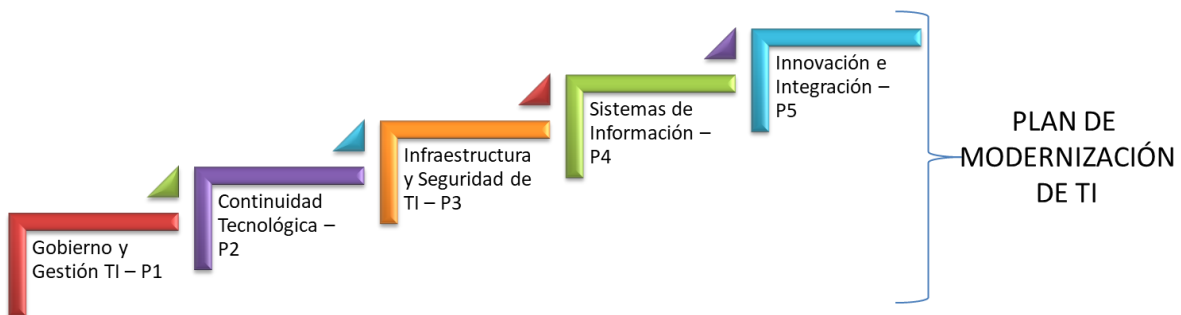 Gobierno y
Gestión TI – P1
Continuidad
Tecnológica –
P2
Infraestructura
y Seguridad de
TI – P3
Sistemas de
Información –
P4
Innovación e
Integración –
P5
PLAN DE
MODERNIZACIÓN
DE TI